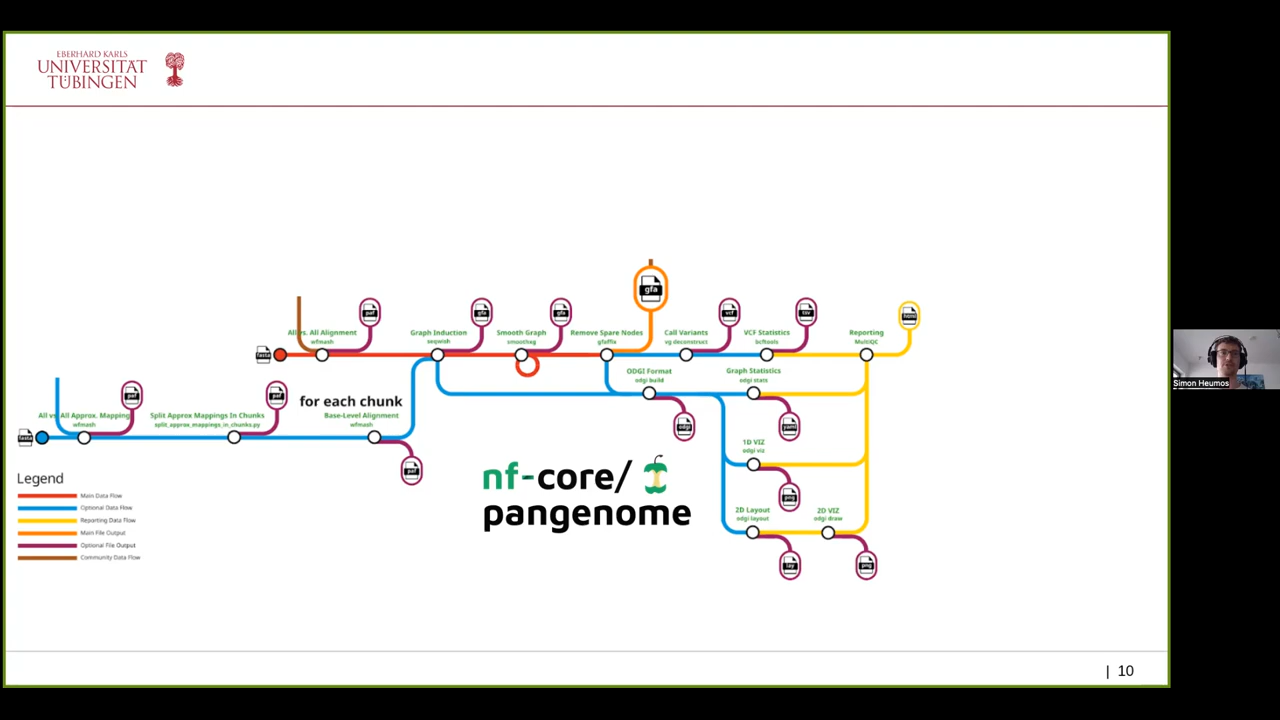 EBERHARD KARLS
UNIVERSITÄT
TÜBINGEN
gfa
paf
gfa
gfa
vcf
tsv
html
All vs. All Alignment
wfmash
Graph Induction
seqwish
Smooth Graph
smoothxg
Remove Spare Nodes
gfaffix
Call Variants
vg deconstruct
VCF Statistics
bcftools
Reporting
MultiQC
fasta
ODGI Format
odgi build
Graph Statistics
odgi stats
odgi
yaml
paf
paf
for each chunk
All vs. All Approx. Mapping
wfmash
Split Approx Mappings In Chunks
split_approx_mappings_in_chunks.py
Base-Level Alignment
wfmash
fasta
paf
1D VIZ
odgi viz
png
nf-core/
pangenome
2D Layout
odgi layout
2D VIZ
odgi draw
lay
png
Legend
Main Data Flow
Optional Data Flow
Reporting Data Flow
Main File Output
Optional File Output
Community Data Flow
| 10
Simon Heumos